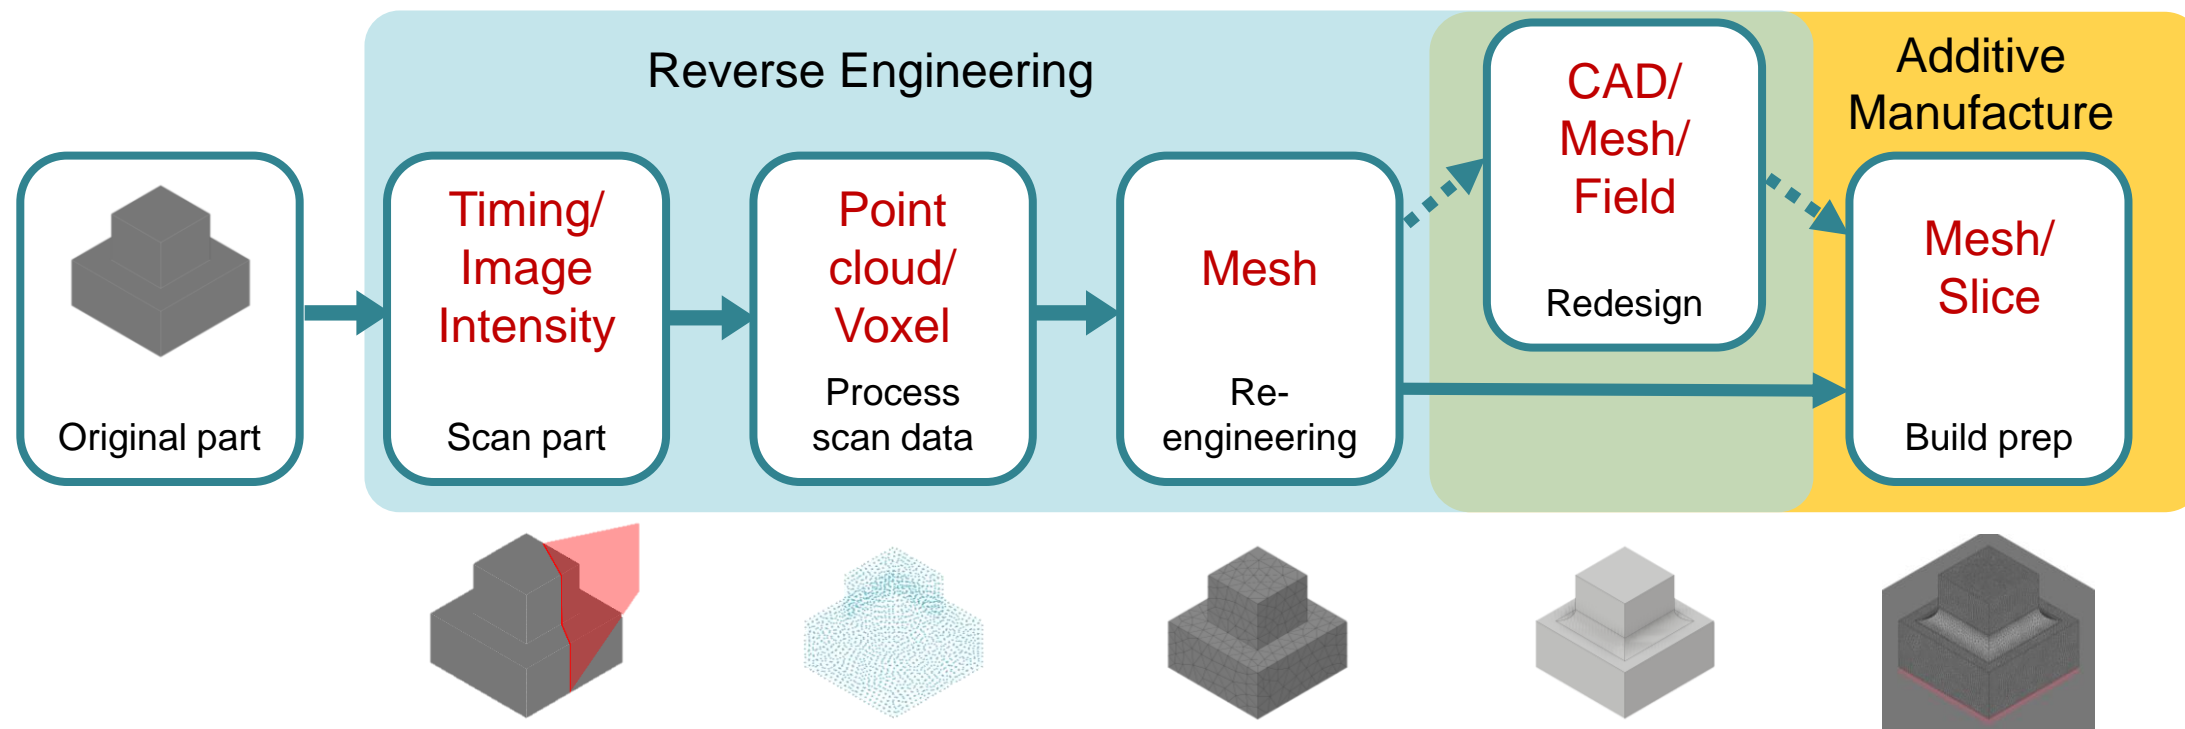 Reverse Engineering
Additive
Manufacture
Original part
Timing/
Image
Intensity
Scan part
Point
cloud/
Voxel
Process
scan data
Mesh
Re-
engineering
CAD/
Mesh/
Field
Redesign
Mesh/
Slice
Build prep